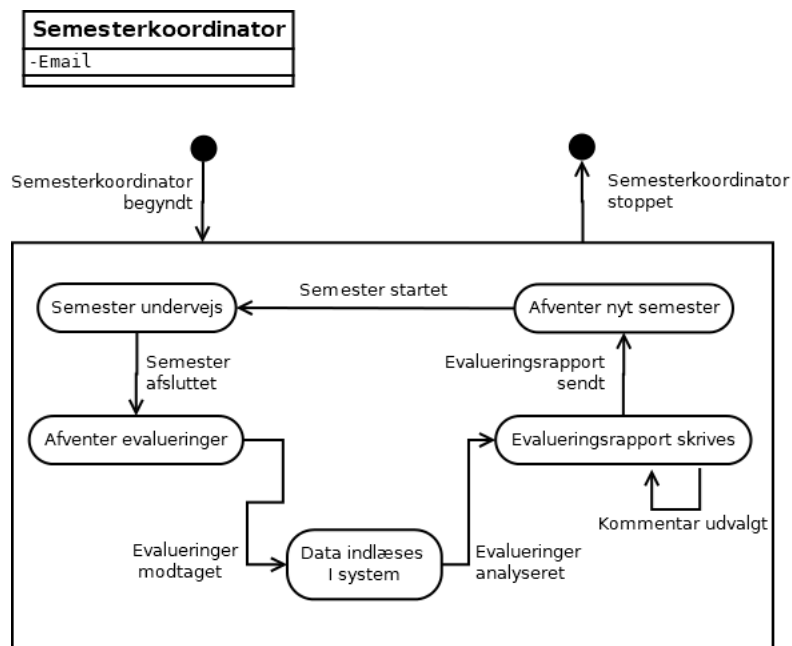 Semesterkoordinator
-Email
Semesterkoordinator
begyndt
Semesterkoordinator
stoppet
Semester startet
Semester undervejs
Afventer nyt semester
Semester
afsluttet
Evalueringsrapport
sendt
Afventer evalueringer
Evalueringsrapport skrives
Kommentar udvalgt
Evalueringer
modtaget
Data indlæses
I system
Evalueringer
analyseret